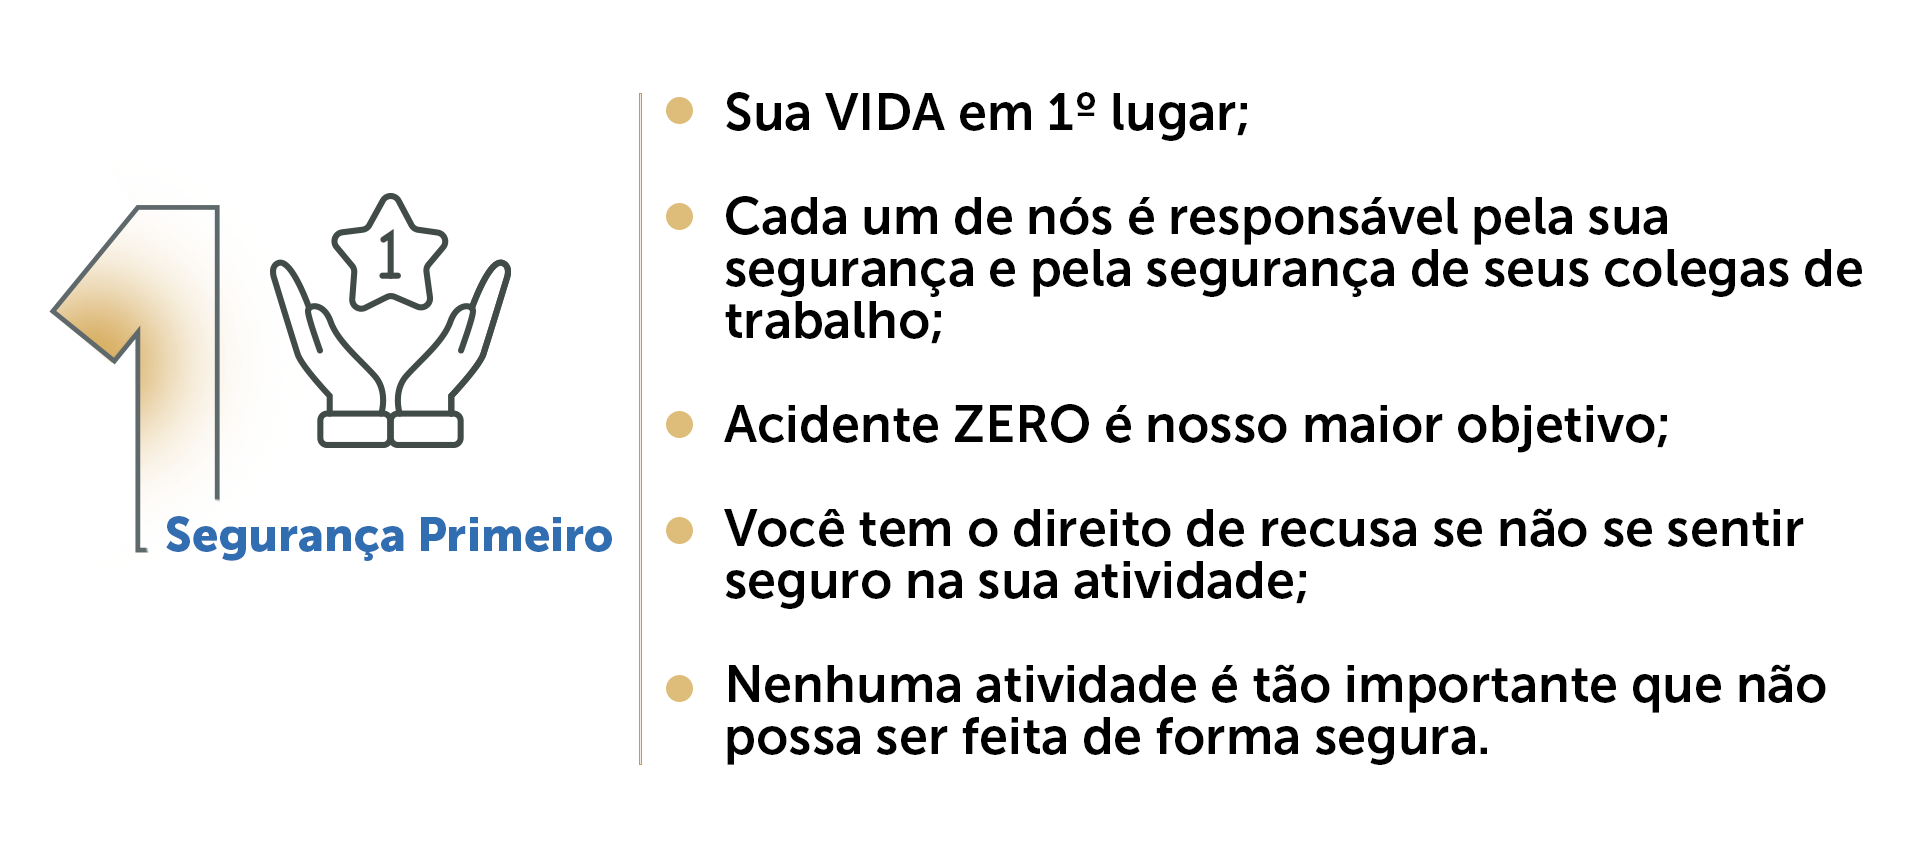 1
1
Segurança Primeiro
Sua VIDA em 1º lugar;
Cada um de nós é responsável pela sua
segurança e pela segurança de seus colegas de
trabalho;
Acidente ZERO é nosso maior objetivo;
Você tem o direito de recusa se não se sentir
seguro na sua atividade;
Nenhuma atividade é tão importante que não
possa ser feita de forma segura.